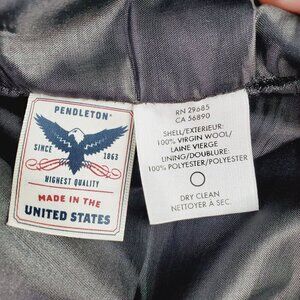 PENDLETON®
SINCE 1863
HIGHEST QUALITY
MADE IN THE
UNITED STATES
RN 29685
CA 56890
SHELL/EXTERIEUR:
100% VIRGIN WOOL/
LAINE VIERGE
LINING/DOUBLURE:
100% POLYESTER/POLYESTER
DRY CLEAN
NETTOYER À SEC.